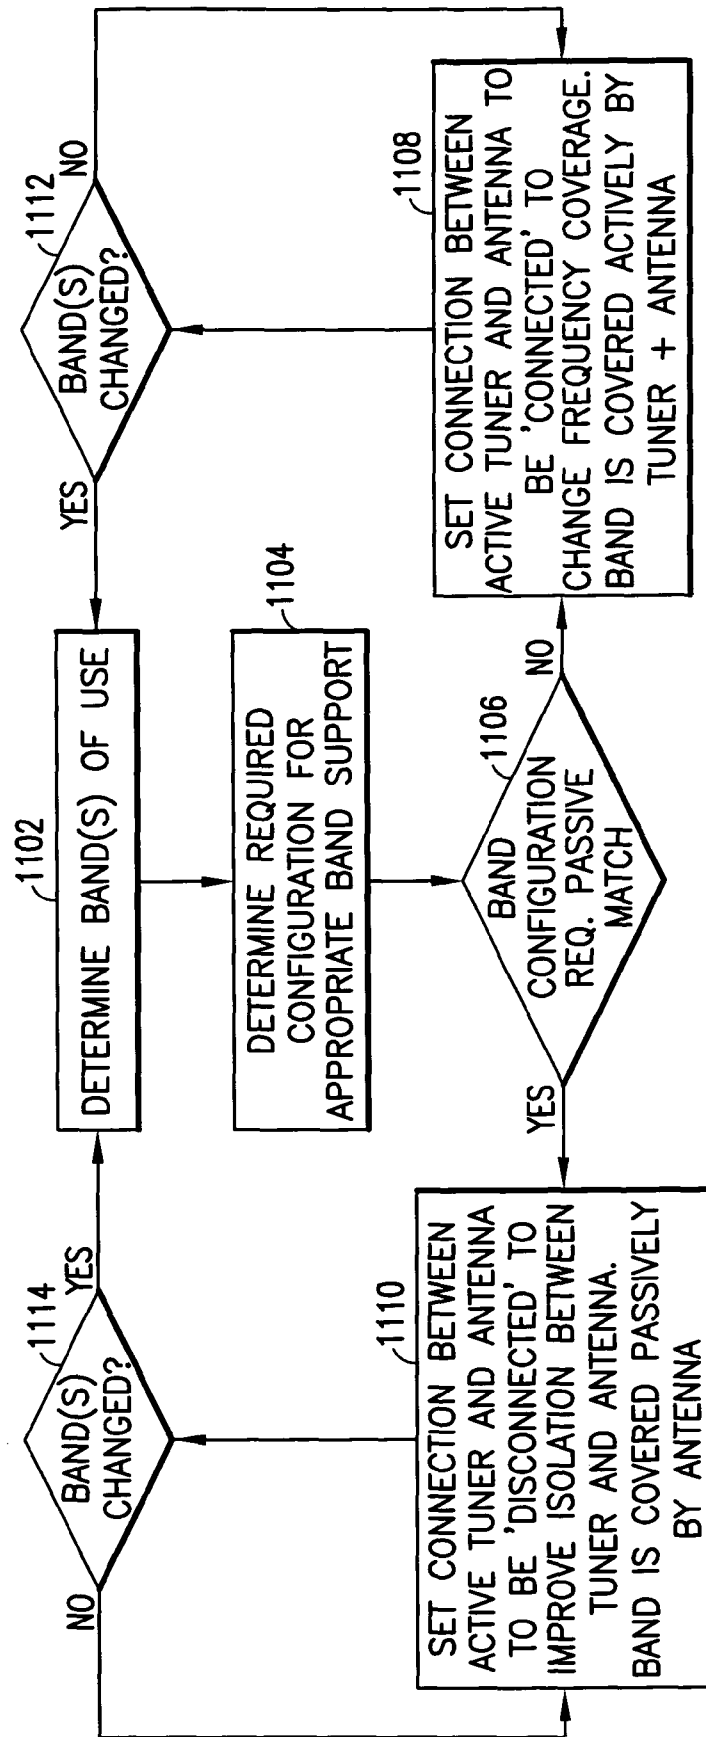 1102
DETERMINE BAND(S) OF USE
1104
DETERMINE REQUIRED
CONFIGURATION FOR
APPROPRIATE BAND SUPPORT
1106
BAND
CONFIGURATION
REQ. PASSIVE
MATCH
YES
NO
1110
SET CONNECTION BETWEEN
ACTIVE TUNER AND ANTENNA
TO BE 'DISCONNECTED' TO
IMPROVE ISOLATION BETWEEN
TUNER AND ANTENNA.
BAND IS COVERED PASSIVELY
BY ANTENNA
1114
BAND(S)
CHANGED?
NO
YES
1108
SET CONNECTION BETWEEN
ACTIVE TUNER AND ANTENNA TO
BE 'CONNECTED' TO
CHANGE FREQUENCY COVERAGE.
BAND IS COVERED ACTIVELY BY
TUNER + ANTENNA
1112
BAND(S)
CHANGED?
YES
NO